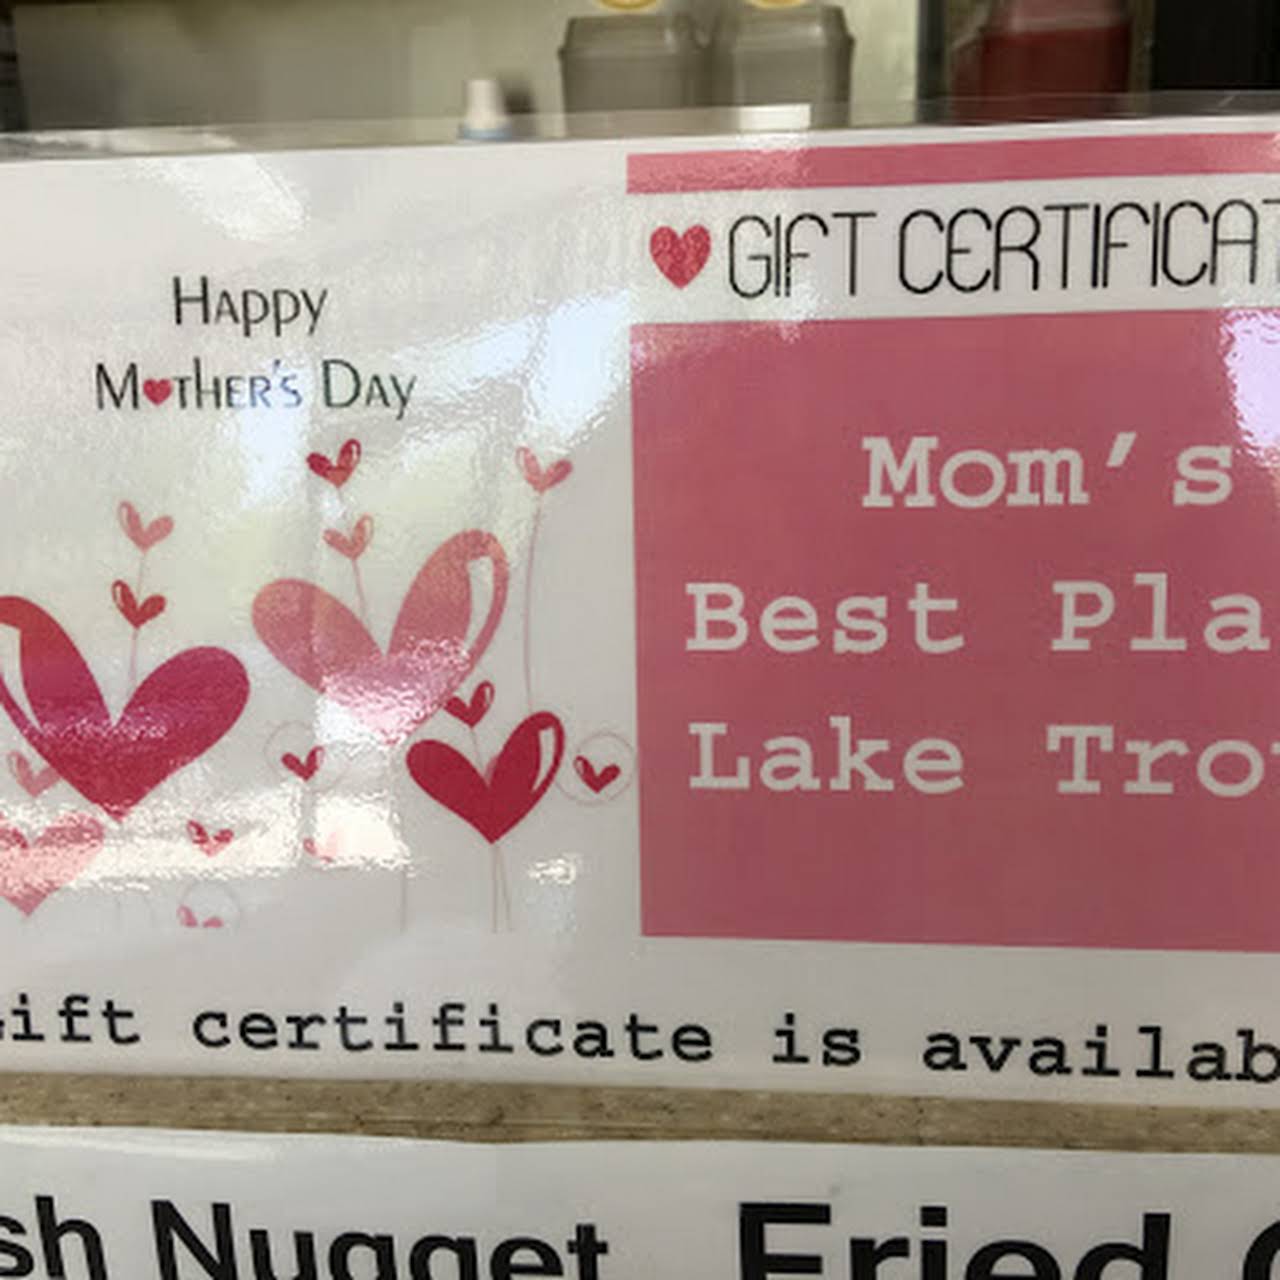 Happy
Mother's Day
GIFT CERTIFICAT
Mom's
Best Pla
Lake Tro
ift certificate is availab
sh Nugget Fried